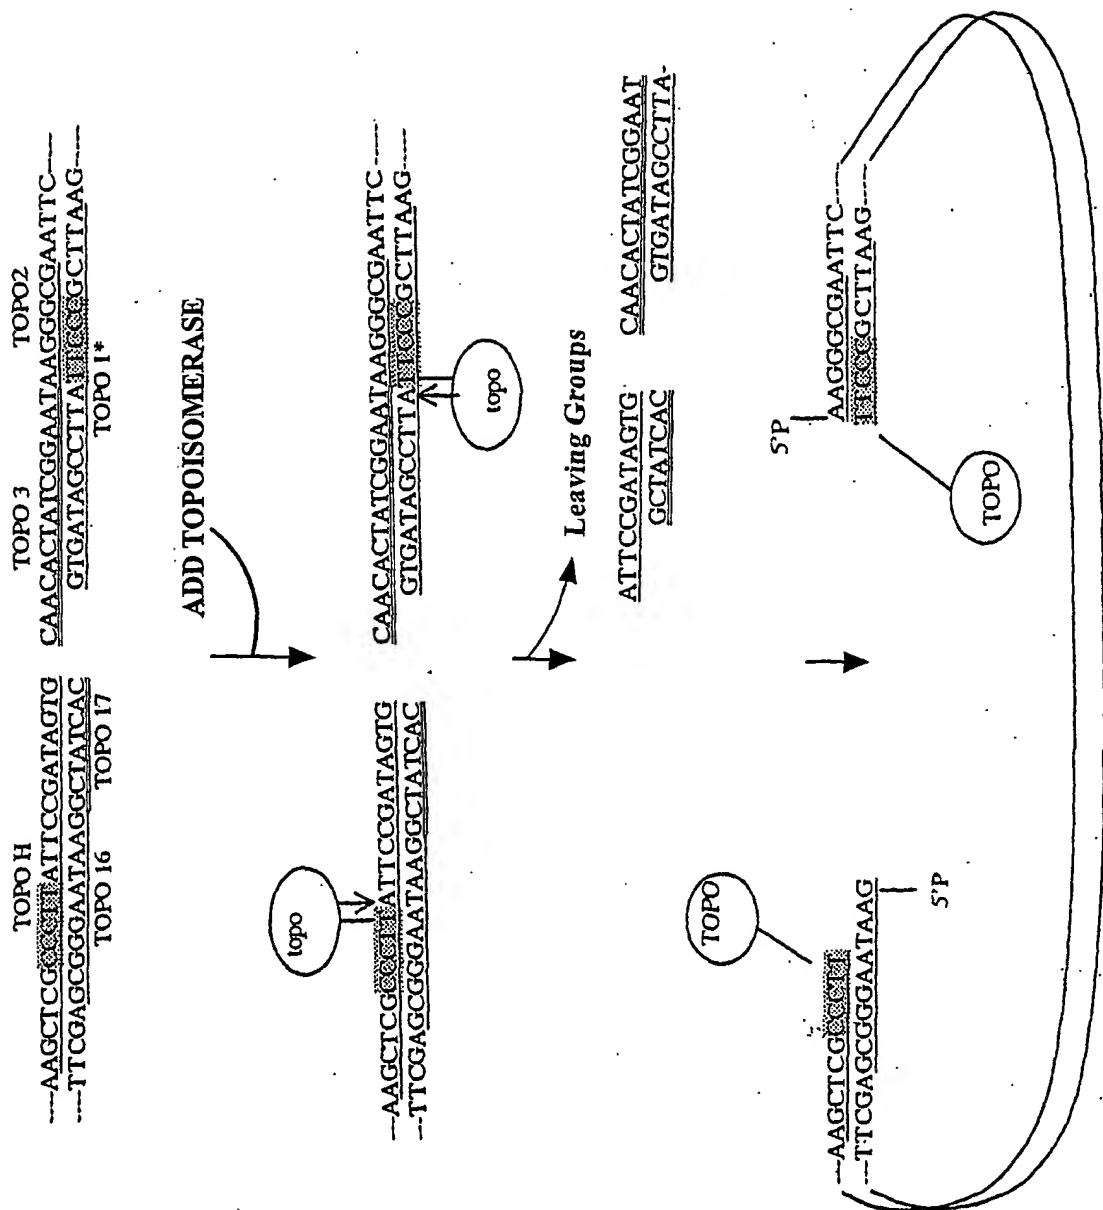 TOPO H TOPO 3 TOPO2
----AAGCTCGCCCTTATTCCGATAGTG CAACACTATCGGAATAAGGGCGAATTC-----
----TTCGAGCGGGAATAAGGCTATCAC GTGATAGCCTTATTCCCGCTTAAG-----
TOPO 16 TOPO 17 TOPO 1*
ADD TOPOISOMERASE
topo
---AAGCTCGCCCTTATTCCGATAGTG CAACACTATCGGAATAAGGGCGAATTC-----
---TTCGAGCGGGAATAAGGCTATCAC GTGATAGCCTTATTCCCGCTTAAG-----
topo
Leaving Groups
ATTCCGATAGTG CAACACTATCGGAAT
GCTATCAC GTGATAGCCTTA-
TOPO 5'P
---AAGCTCGCCCTT AAGGGCGAATTC-----
---TTCGAGCGGGAATAAG TTCCCGCTTAAG-----
5'P TOPO